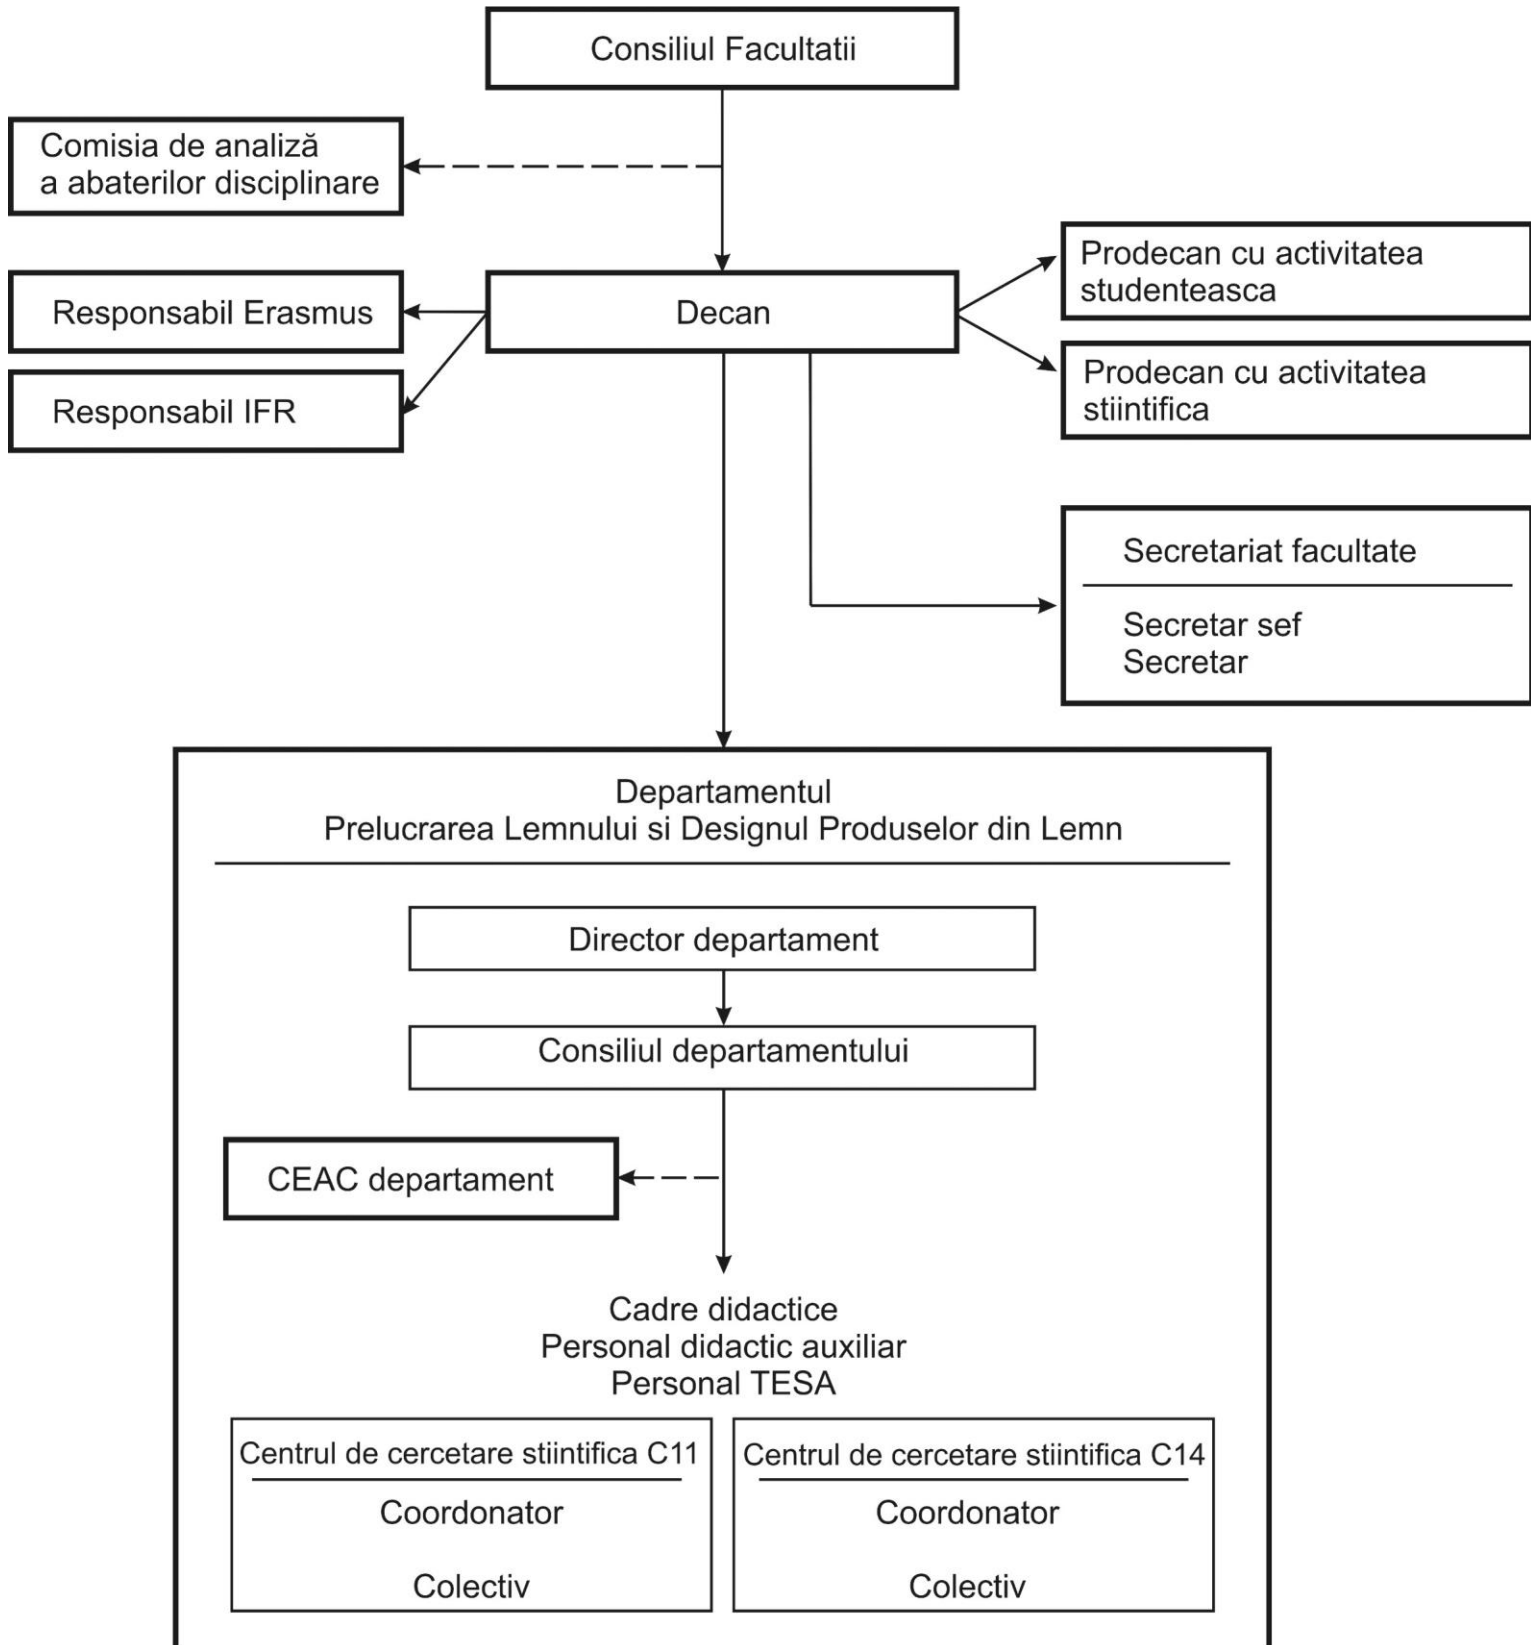 Consiliul Facultatii
Comisia de analiză
a abaterilor disciplinare
Responsabil Erasmus
Decan
Prodecan cu activitatea
studenteasca
Responsabil IFR
Prodecan cu activitatea
stiintifica
Secretariat facultate
Secretar sef
Secretar
Departamentul
Prelucrarea Lemnului si Designul Produselor din Lemn
Director departament
Consiliul departamentului
CEAC departament
Cadre didactice
Personal didactic auxiliar
Personal TESA
Centrul de cercetare stiintifica C11
Coordonator
Colectiv
Centrul de cercetare stiintifica C14
Coordonator
Colectiv